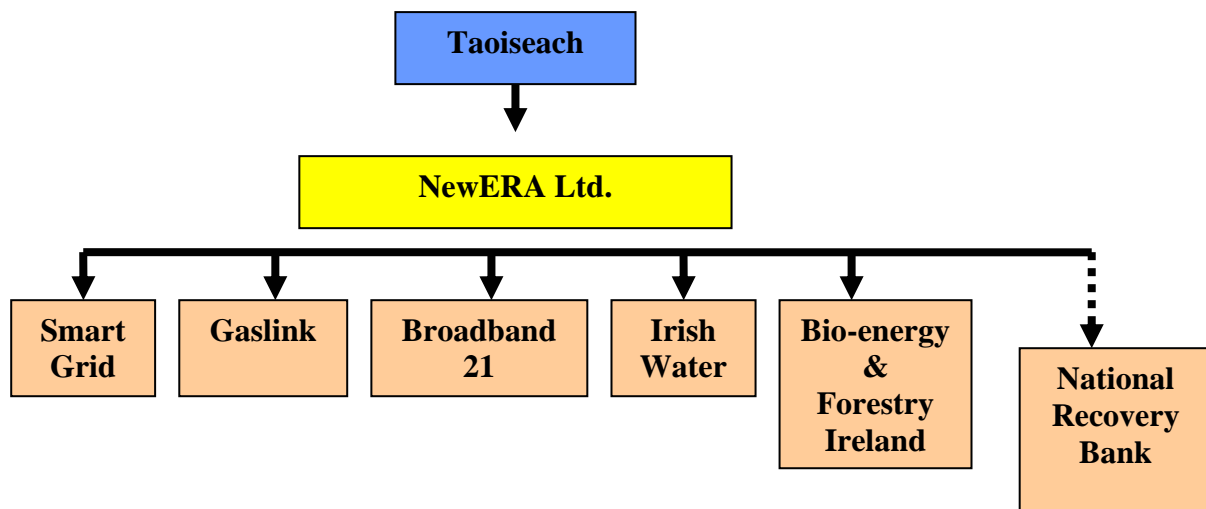 Taoiseach
NewERA Ltd.
Smart
Grid
Gaslink
Broadband
21
Irish
Water
Bio-energy
&
Forestry
Ireland
National
Recovery
Bank